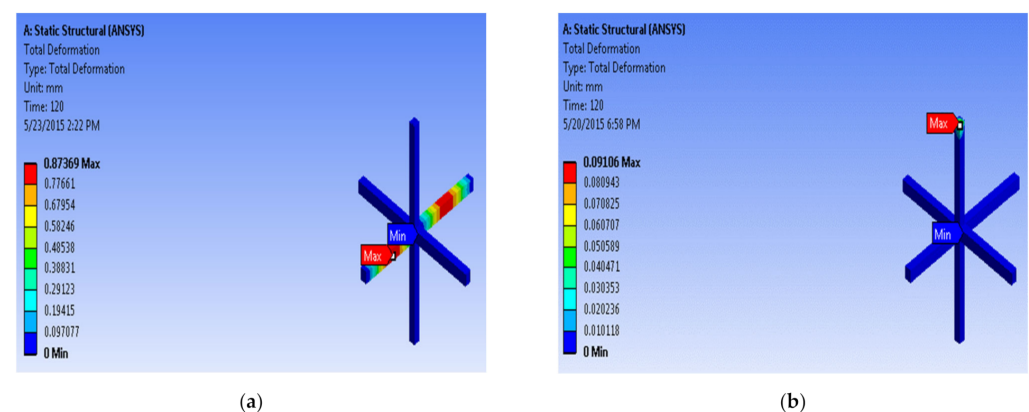 A: Static Structural (ANSYS)
Total Deformation
Type: Total Deformation
Unit: mm
Time: 120
5/23/2015 2:22 PM
0.87369 Max
0.77661
0.67954
0.58246
0.48538
0.38831
0.29123
0.19415
0.097077
0 Min
Min
Max
(a)
A: Static Structural (ANSYS)
Total Deformation
Type: Total Deformation
Unit: mm
Time: 120
5/20/2015 6:58 PM
Max
0.09106 Max
0.080943
0.070825
0.060707
0.050589
0.040471
0.030353
0.020236
0.010118
0 Min
Min
(b)